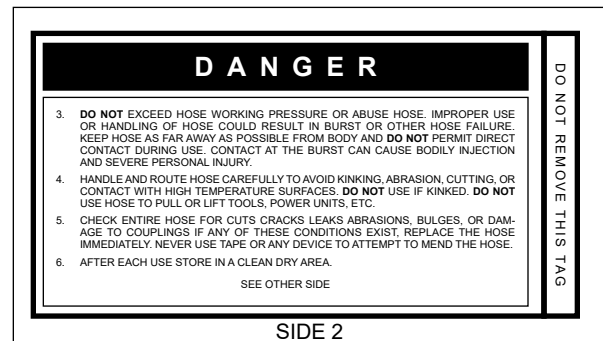 DANGER
3. DO NOT EXCEED HOSE WORKING PRESSURE OR ABUSE HOSE. IMPROPER USE
OR HANDLING OF HOSE COULD RESULT IN BURST OR OTHER HOSE FAILURE.
KEEP HOSE AS FAR AWAY AS POSSIBLE FROM BODY AND DO NOT PERMIT DIRECT
CONTACT DURING USE. CONTACT AT THE BURST CAN CAUSE BODILY INJECTION
AND SEVERE PERSONAL INJURY.
4. HANDLE AND ROUTE HOSE CAREFULLY TO AVOID KINKING, ABRASION, CUTTING, OR
CONTACT WITH HIGH TEMPERATURE SURFACES. DO NOT USE IF KINKED. DO NOT
USE HOSE TO PULL OR LIFT TOOLS, POWER UNITS, ETC.
5. CHECK ENTIRE HOSE FOR CUTS CRACKS LEAKS ABRASIONS, BULGES, OR DAM-
AGE TO COUPLINGS IF ANY OF THESE CONDITIONS EXIST, REPLACE THE HOSE
IMMEDIATELY. NEVER USE TAPE OR ANY DEVICE TO ATTEMPT TO MEND THE HOSE.
6. AFTER EACH USE STORE IN A CLEAN DRY AREA.
SEE OTHER SIDE
DO NOT REMOVE THIS TAG
SIDE 2